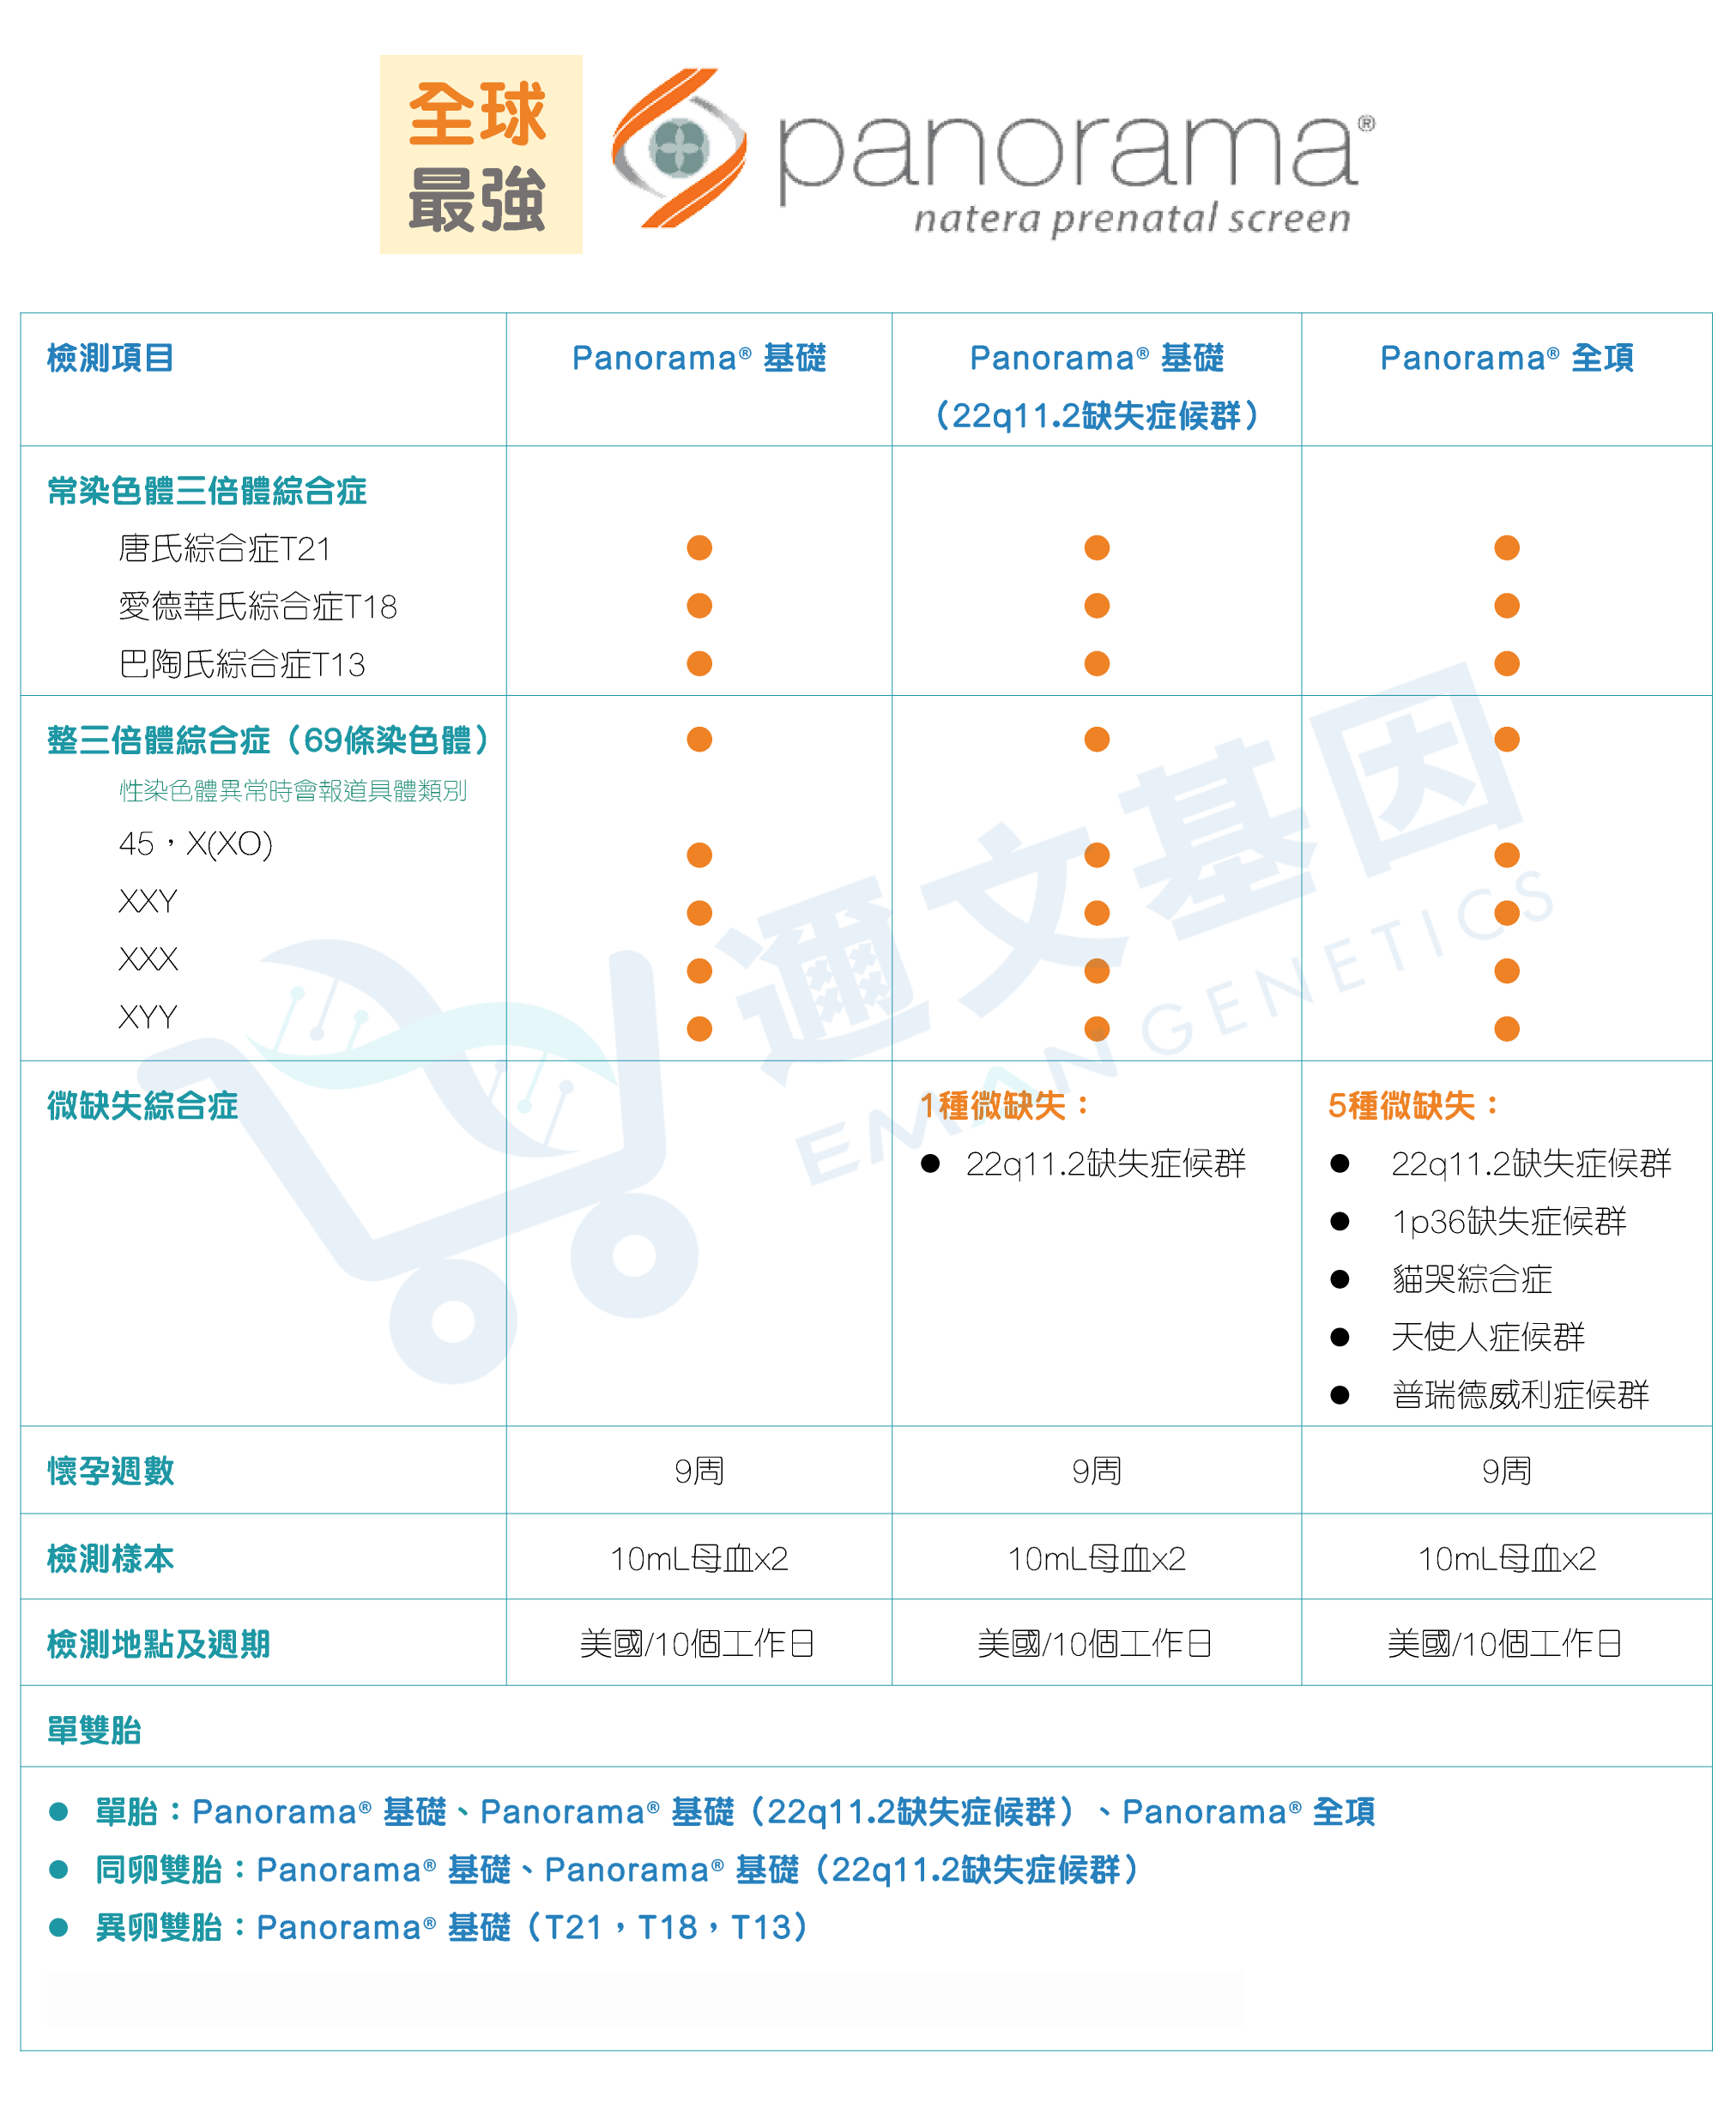 全球
最強
panorama®
natera prenatal screen
檢測項目
Panorama® 基礎
Panorama® 基礎
（22q11.2缺失症候群）
Panorama® 全項
常染色體三倍體綜合症
唐氏綜合症T21
愛德華氏綜合症T18
巴陶氏綜合症T13
整三倍體綜合症（69條染色體）
性染色體異常時會報道具體類別
45，X(XO)
XXY
XXX
XYY
微缺失綜合症
1種微缺失：
● 22q11.2缺失症候群
5種微缺失：
● 22q11.2缺失症候群
● 1p36缺失症候群
● 貓哭綜合症
● 天使人症候群
● 普瑞德威利症候群
懷孕週數
9周
9周
9周
檢測樣本
10mL母血x2
10mL母血x2
10mL母血x2
檢測地點及週期
美國/10個工作日
美國/10個工作日
美國/10個工作日
單雙胎
● 單胎：Panorama® 基礎、Panorama® 基礎（22q11.2缺失症候群）、Panorama® 全項
● 同卵雙胎：Panorama® 基礎、Panorama® 基礎（22q11.2缺失症候群）
● 異卵雙胎：Panorama® 基礎（T21，T18，T13）
邇文基因
EMAN GENETICS